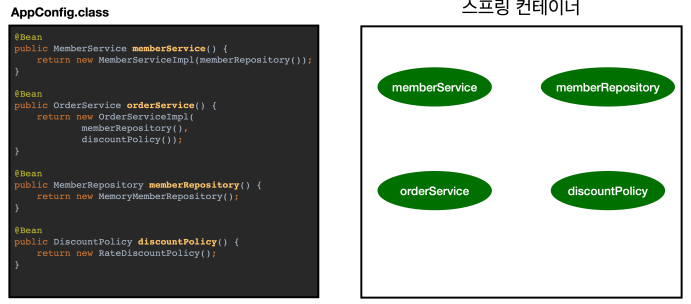 AppConfig.class
@Bean
public MemberService memberService() {
    return new MemberServiceImpl(memberRepository());
}
@Bean
public OrderService orderService() {
    return new OrderServiceImpl(
            memberRepository(),
            discountPolicy());
}
@Bean
public MemberRepository memberRepository() {
    return new MemoryMemberRepository();
}
@Bean
public DiscountPolicy discountPolicy() {
    return new RateDiscountPolicy();
}
스프링 컨테이너
memberService
memberRepository
orderService
discountPolicy